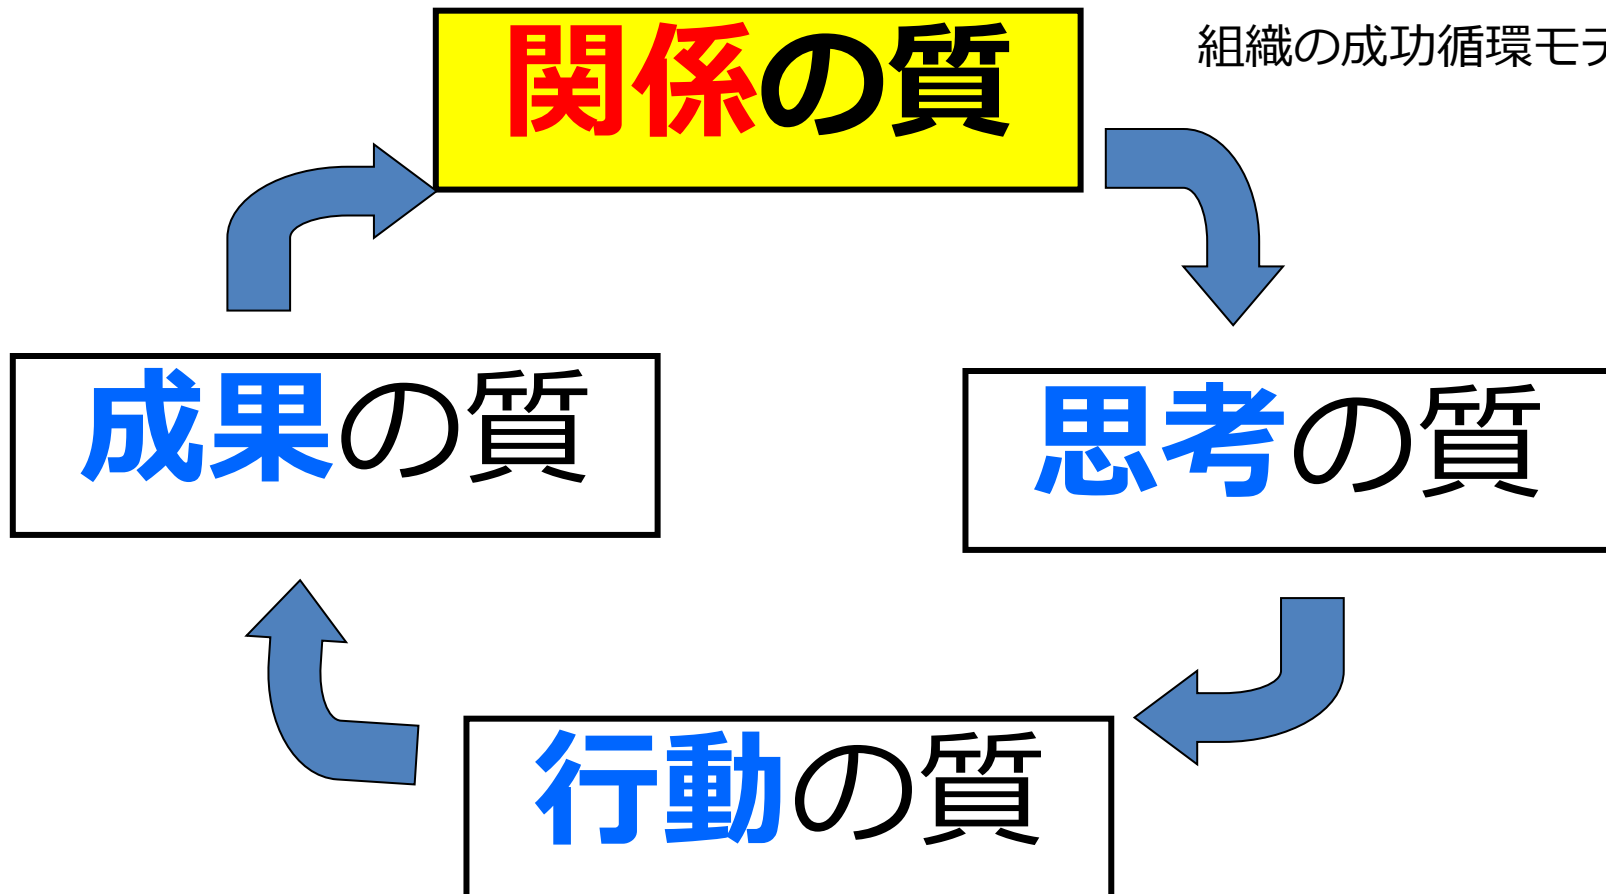 関係の質
組織の成功循環モデ
成果の質
思考の質
行動の質